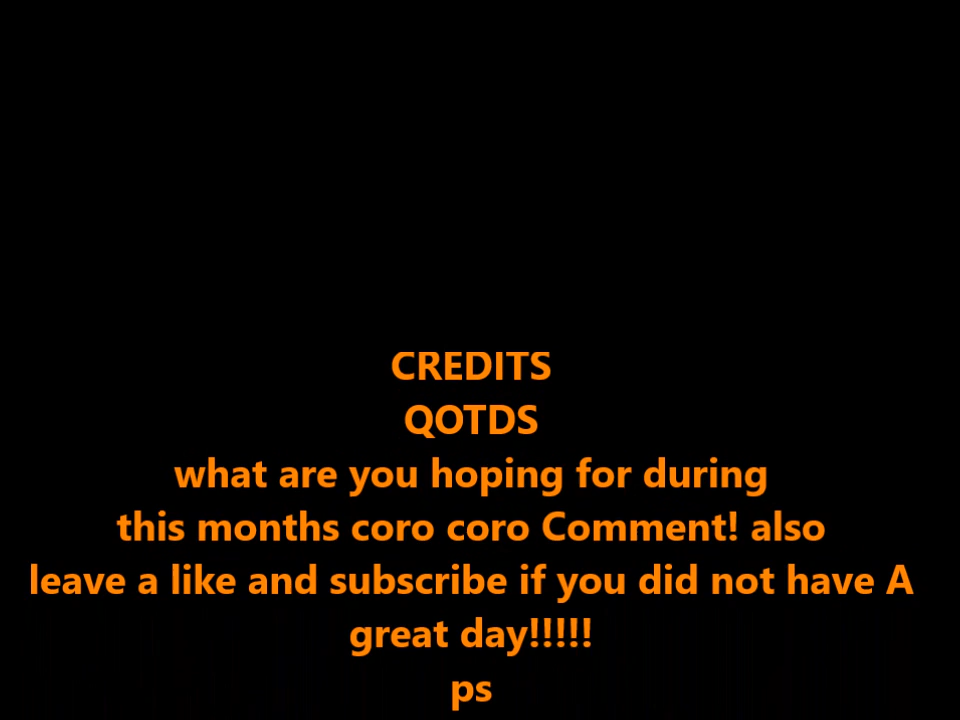 CREDITS
QOTDS
what are you hoping for during
this months coro coro Comment! also
leave a like and subscribe if you did not have A
great day!!!!!
ps